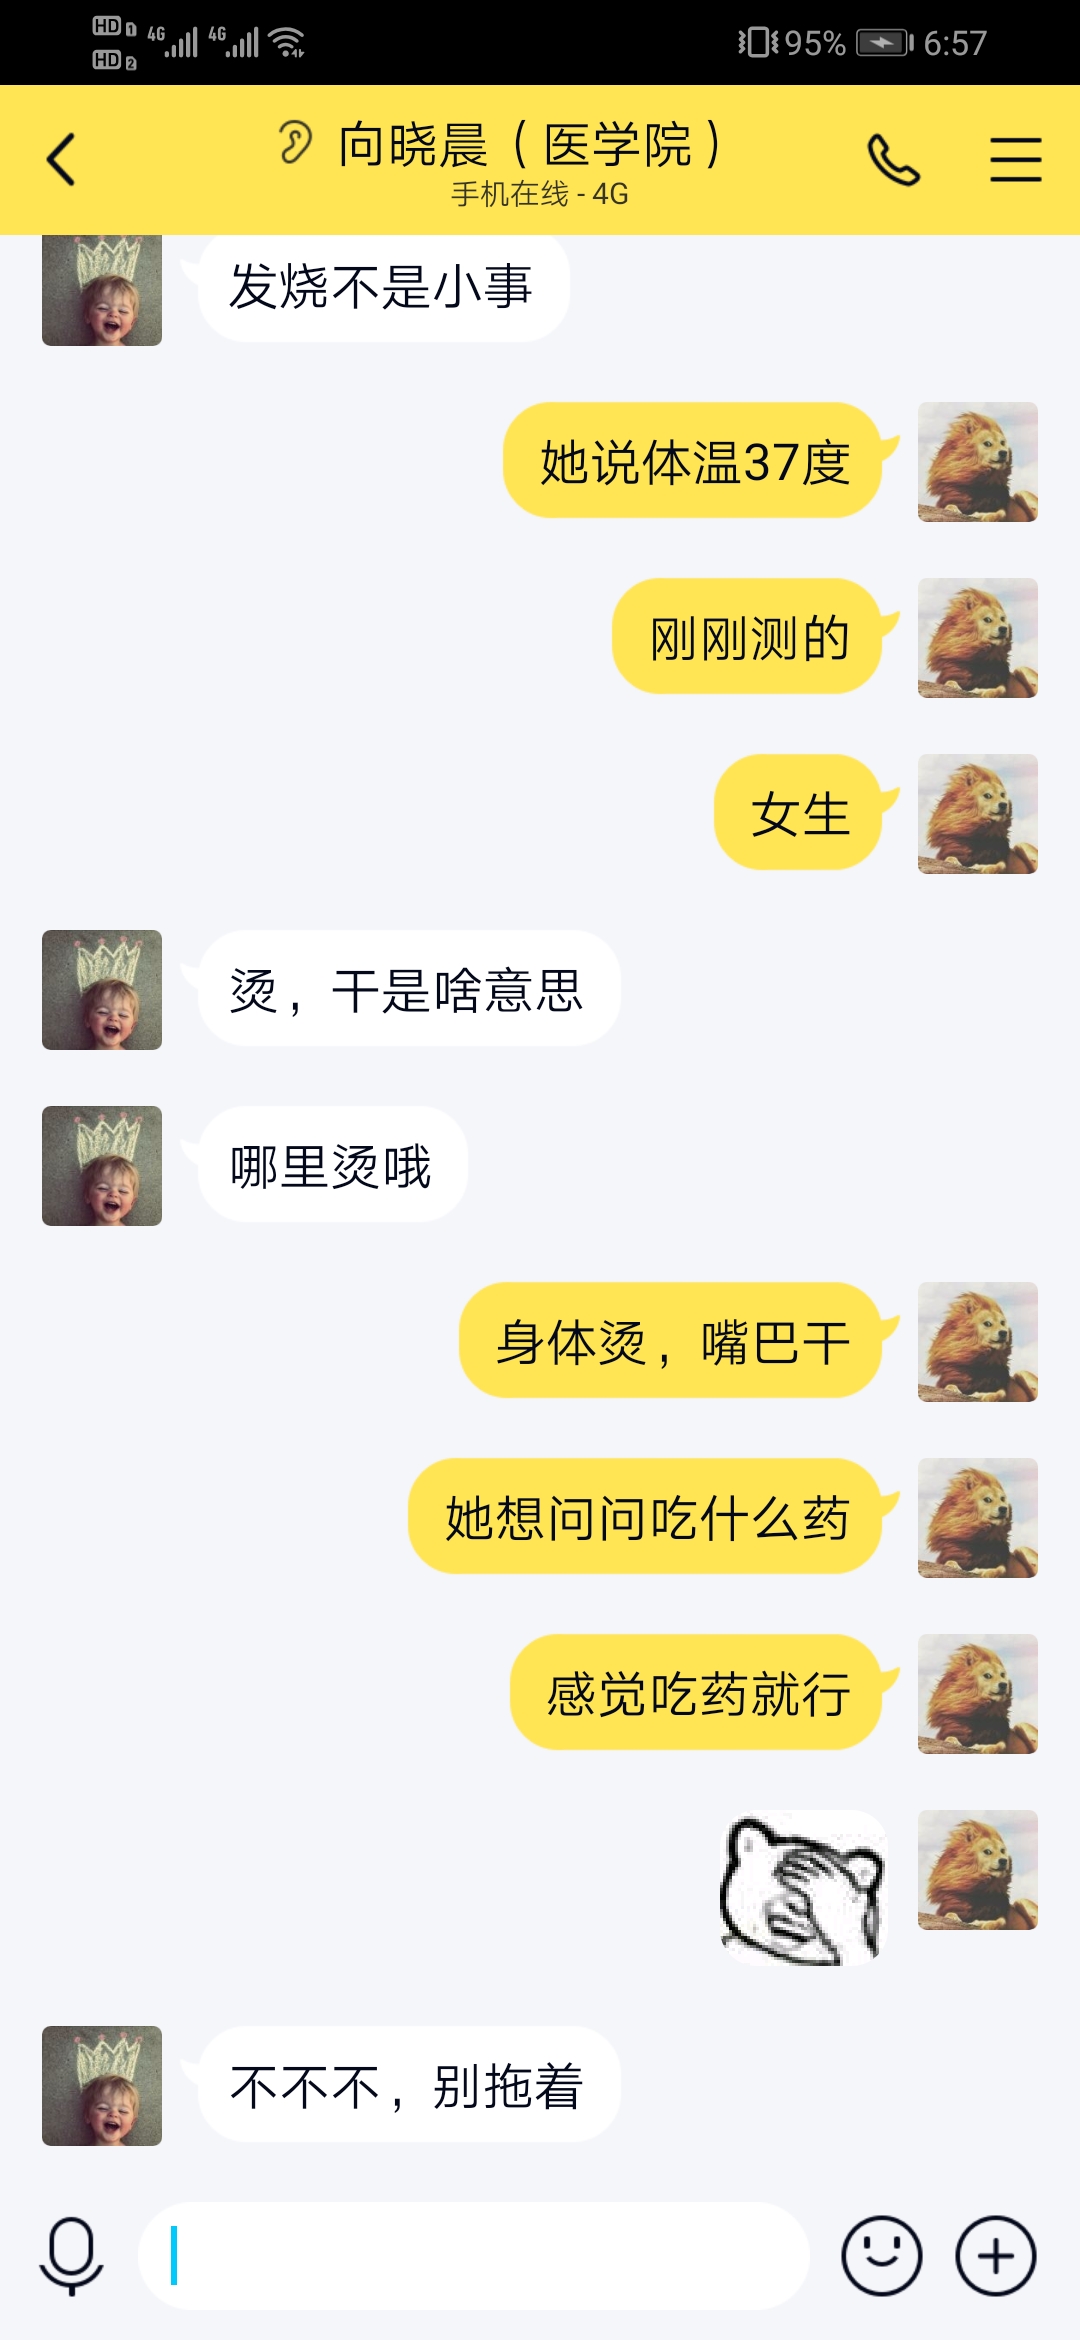 HD 1 4G 4G
HD 2
95% 6:57
向晓晨（医学院）
手机在线 - 4G
发烧不是小事
她说体温37度
刚刚测的
女生
烫，干是啥意思
哪里烫哦
身体烫，嘴巴干
她想问问吃什么药
感觉吃药就行
不不不，别拖着